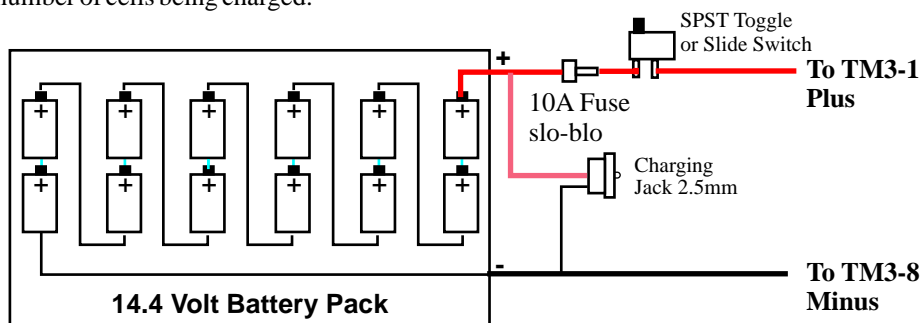 number of cells being charged.
SPST Toggle
or Slide Switch
+
To TM3-1
Plus
10A Fuse
slo-blo
+ + + + + +
Charging
Jack 2.5mm
+ + + + + +
-
To TM3-8
Minus
14.4 Volt Battery Pack